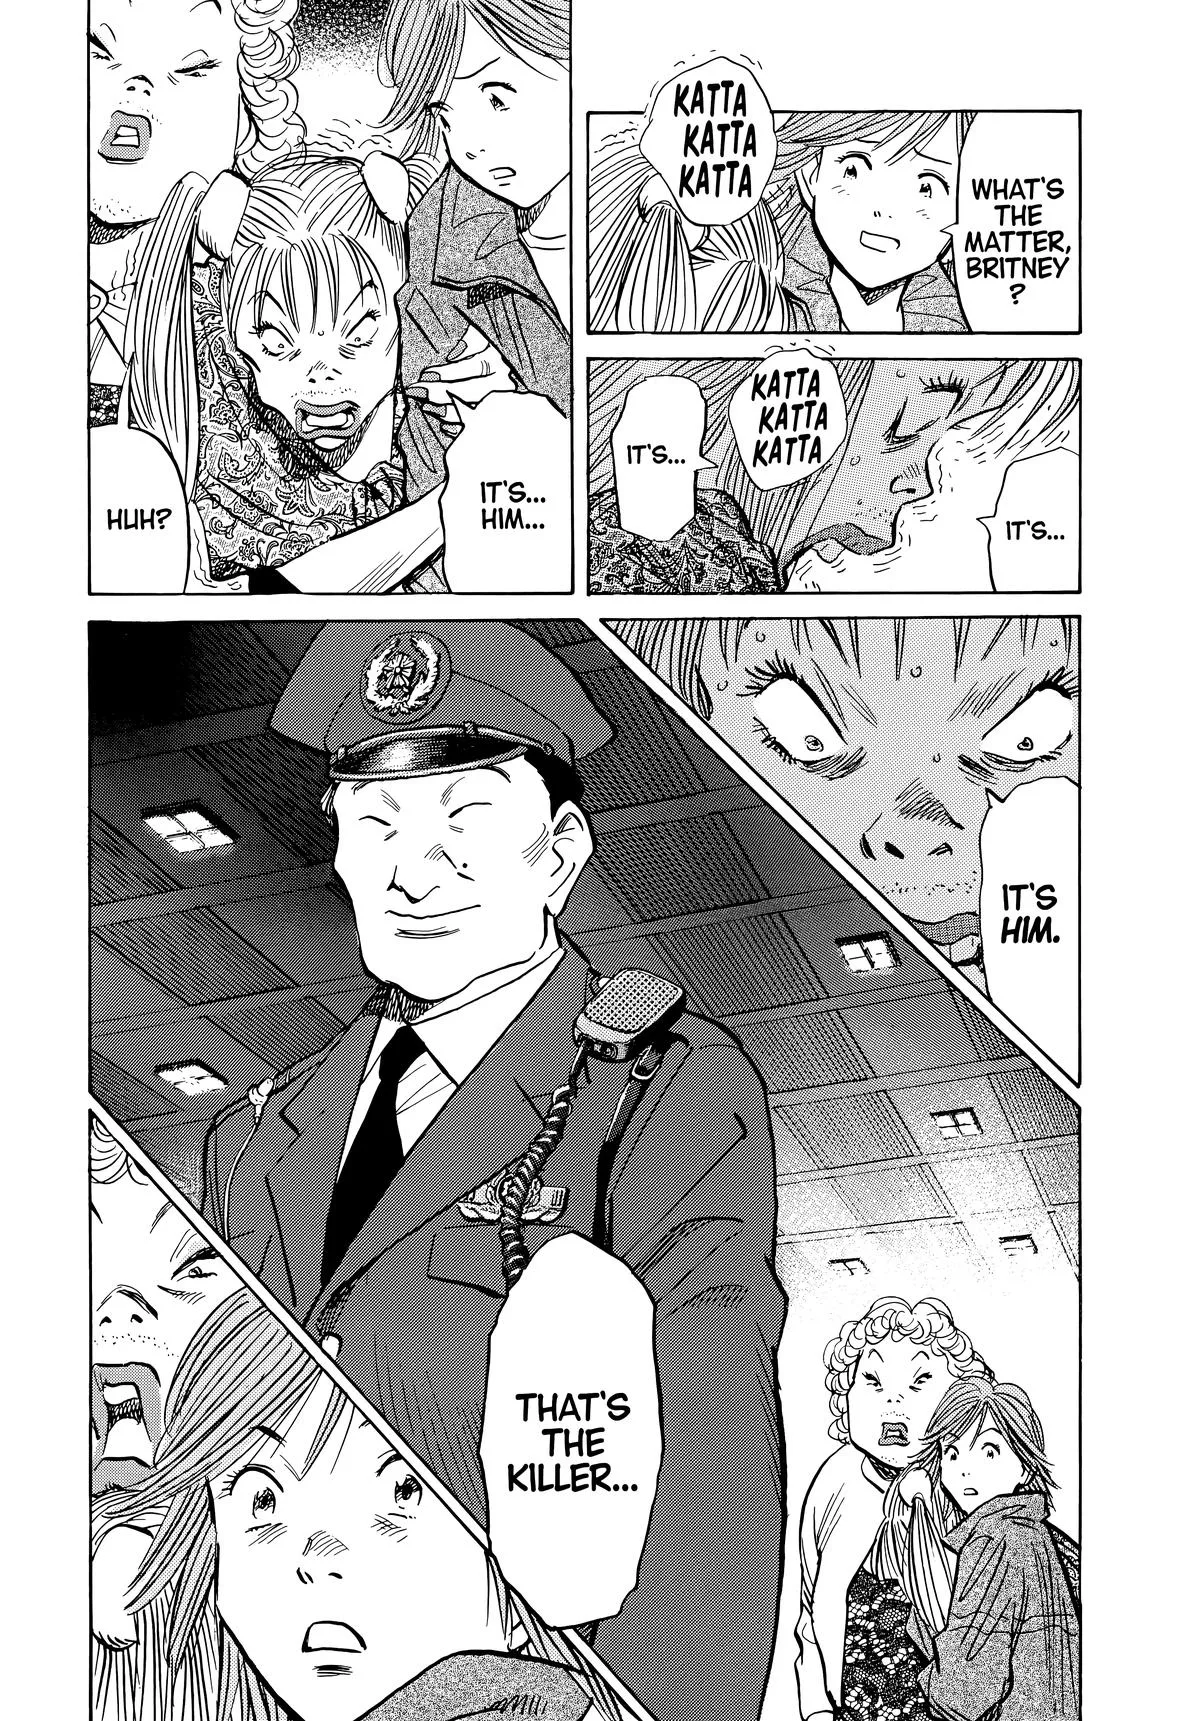 WHAT'S
THE
MATTER,
BRITNEY
?
KATTA
KATTA
KATTA
IT'S...
KATTA
KATTA
KATTA
IT'S...
IT'S...
HIM...
HUH?
IT'S
HIM.
THAT'S
THE
KILLER...